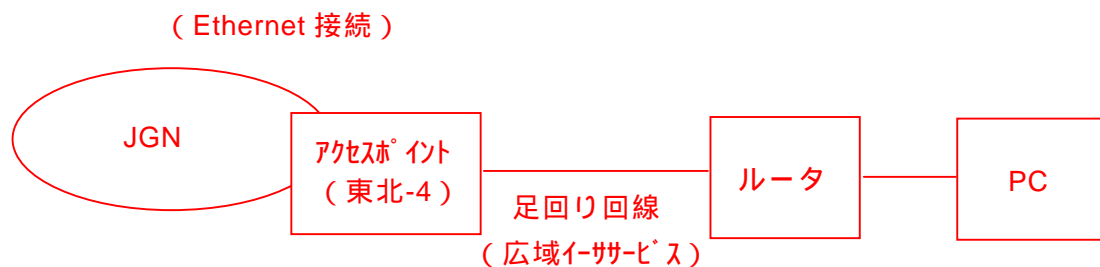 （Ethernet 接続）
JGN
ｱｸｾｽﾎﾟｲﾝﾄ
（東北-4）
足回り回線
（広域ｲｰｻｻｰﾋﾞｽ）
ルータ
PC